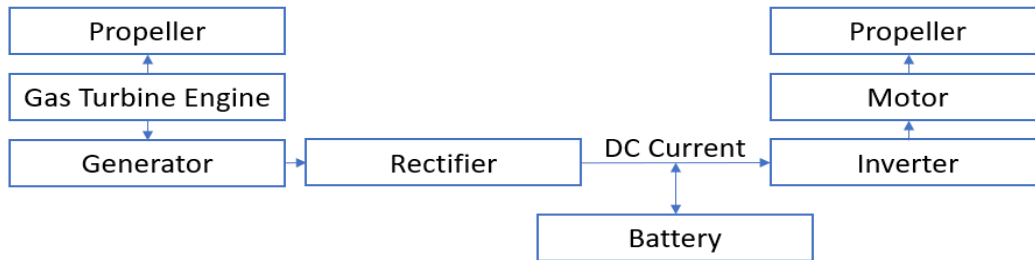 Propeller
Propeller
Gas Turbine Engine
Motor
Generator
Rectifier
DC Current
Inverter
Battery